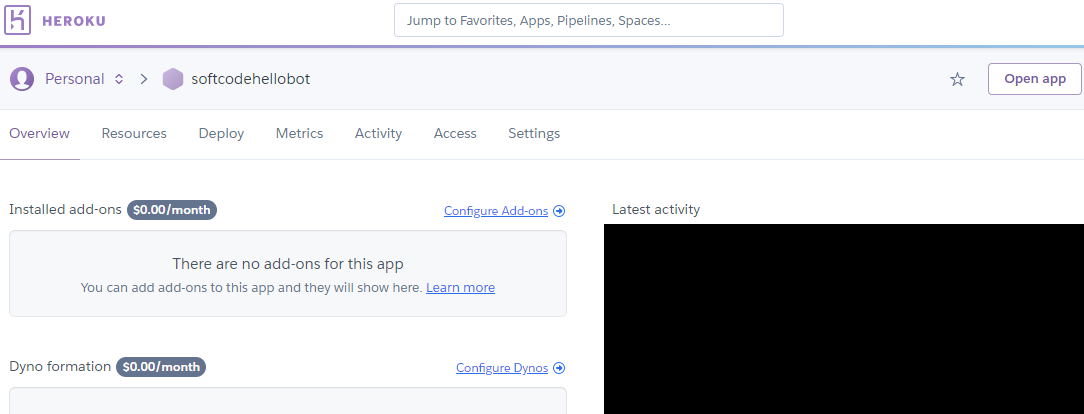 HEROKU
Jump to Favorites, Apps, Pipelines, Spaces...
Personal
softcodehellobot
Open app
Overview Resources Deploy Metrics Activity Access Settings
Installed add-ons $0.00/month Configure Add-ons
There are no add-ons for this app
You can add add-ons to this app and they will show here. Learn more
Dyno formation $0.00/month Configure Dynos
Latest activity